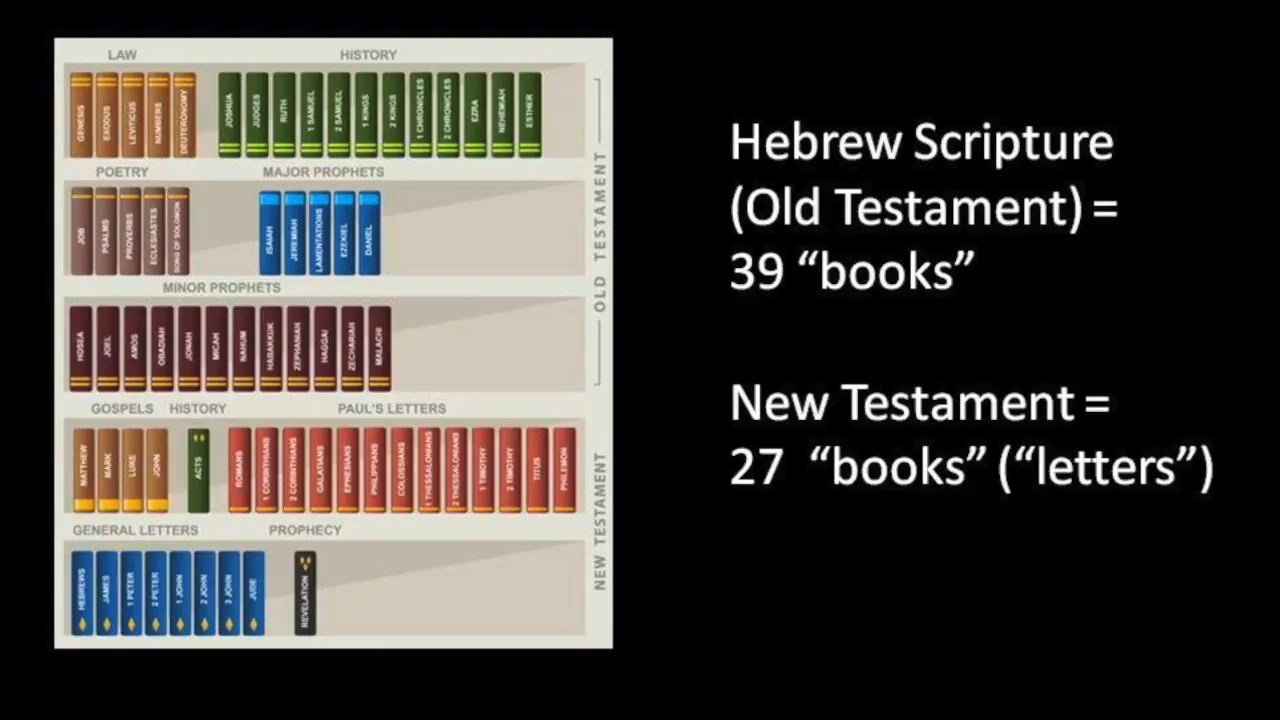 LAW
HISTORY
GENESIS
EXODUS
LEVITICUS
NUMBERS
DEUTERONOMY
JOSHUA
JUDGES
RUTH
1 SAMUEL
2 SAMUEL
1 KINGS
2 KINGS
1 CHRONICLES
2 CHRONICLES
EZRA
NEHEMIAH
ESTHER
POETRY
MAJOR PROPHETS
JOB
PSALMS
PROVERBS
ECCLESIASTES
SONG OF SOLOMON
ISAIAH
JEREMIAH
LAMENTATIONS
EZEKIEL
DANIEL
MINOR PROPHETS
HOSEA
JOEL
AMOS
OBADIAH
JONAH
MICAH
NAHUM
HABAKKUK
ZEPHANIAH
HAGGAI
ZECHARIAH
MALACHI
OLD TESTAMENT
GOSPELS
HISTORY
PAUL'S LETTERS
MATTHEW
MARK
LUKE
JOHN
ACTS
ROMANS
1 CORINTHIANS
2 CORINTHIANS
GALATIANS
EPHESIANS
PHILIPPIANS
COLOSSIANS
1 THESSALONIANS
2 THESSALONIANS
1 TIMOTHY
2 TIMOTHY
TITUS
PHILEMON
GENERAL LETTERS
PROPHECY
HEBREWS
JAMES
1 PETER
2 PETER
1 JOHN
2 JOHN
3 JOHN
JUDE
REVELATION
NEW TESTAMENT
Hebrew Scripture
(Old Testament) =
39 “books”
New Testament =
27 “books” (“letters”)